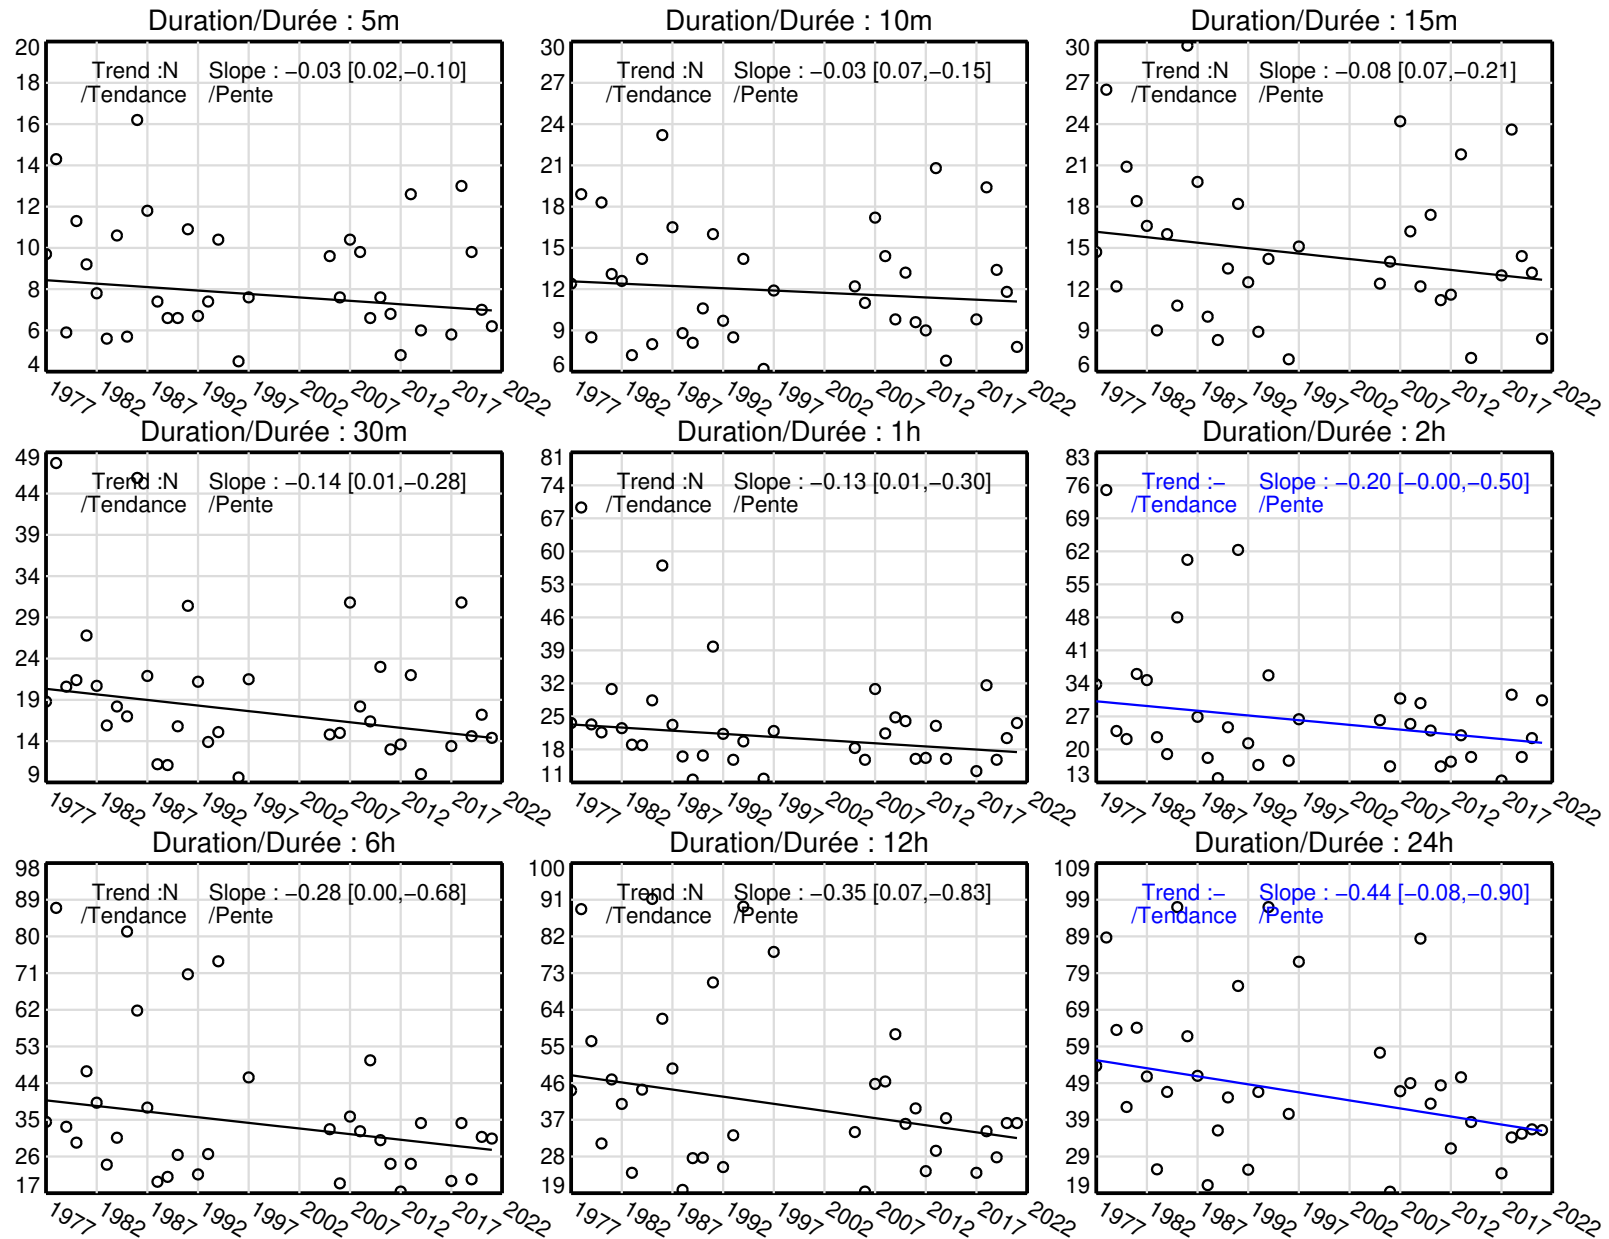 Duration/Durée : 5m
20
18
16
14
12
10
8
6
4
Trend :N Slope : −0.03 [0.02,−0.10]
/Tendance /Pente
1977 1982 1987 1992 1997 2002 2007 2012 2017 2022
Duration/Durée : 10m
30
27
24
21
18
15
12
9
6
Trend :N Slope : −0.03 [0.07,−0.15]
/Tendance /Pente
1977 1982 1987 1992 1997 2002 2007 2012 2017 2022
Duration/Durée : 15m
30
27
24
21
18
15
12
9
6
Trend :N Slope : −0.08 [0.07,−0.21]
/Tendance /Pente
1977 1982 1987 1992 1997 2002 2007 2012 2017 2022
Duration/Durée : 30m
49
44
39
34
29
24
19
14
9
Trend :N Slope : −0.14 [0.01,−0.28]
/Tendance /Pente
1977 1982 1987 1992 1997 2002 2007 2012 2017 2022
Duration/Durée : 1h
81
74
67
60
53
46
39
32
25
18
11
Trend :N Slope : −0.13 [0.01,−0.30]
/Tendance /Pente
1977 1982 1987 1992 1997 2002 2007 2012 2017 2022
Duration/Durée : 2h
83
76
69
62
55
48
41
34
27
20
13
Trend :− Slope : −0.20 [−0.00,−0.50]
/Tendance /Pente
1977 1982 1987 1992 1997 2002 2007 2012 2017 2022
Duration/Durée : 6h
98
89
80
71
62
53
44
35
26
17
Trend :N Slope : −0.28 [0.00,−0.68]
/Tendance /Pente
1977 1982 1987 1992 1997 2002 2007 2012 2017 2022
Duration/Durée : 12h
100
91
82
73
64
55
46
37
28
19
Trend :N Slope : −0.35 [0.07,−0.83]
/Tendance /Pente
1977 1982 1987 1992 1997 2002 2007 2012 2017 2022
Duration/Durée : 24h
109
99
89
79
69
59
49
39
29
19
Trend :− Slope : −0.44 [−0.08,−0.90]
/Tendance /Pente
1977 1982 1987 1992 1997 2002 2007 2012 2017 2022